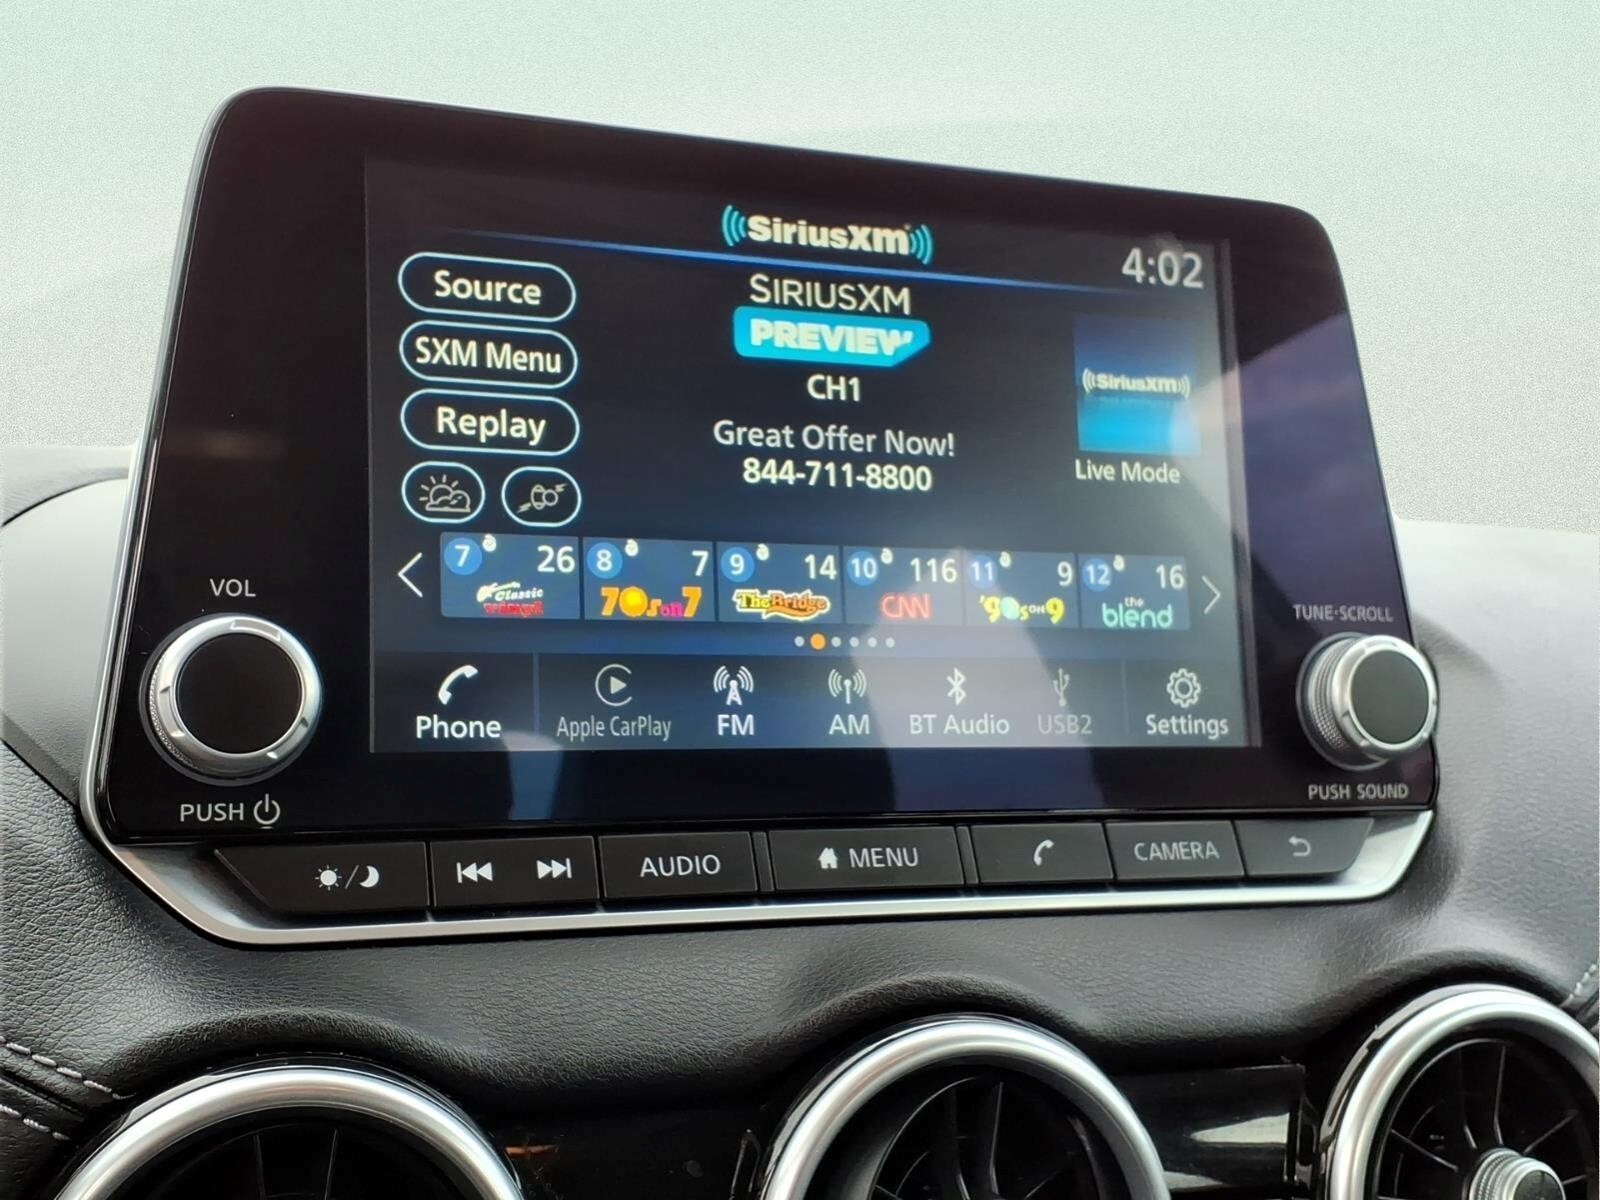 SiriusXM
4:02
Source
SIRIUSXM
PREVIEW
SXM Menu
CH1
SiriusXM
Replay
Great Offer Now!
844-711-8800
Live Mode
7 26 8 7 9 14 10 116 11 9 12 16
Classic Vinyl 70s on 7 The Bridge CNN '90s ON 9 the blend
VOL
TUNE·SCROLL
Phone Apple CarPlay FM AM BT Audio USB2 Settings
PUSH
PUSH SOUND
AUDIO MENU CAMERA